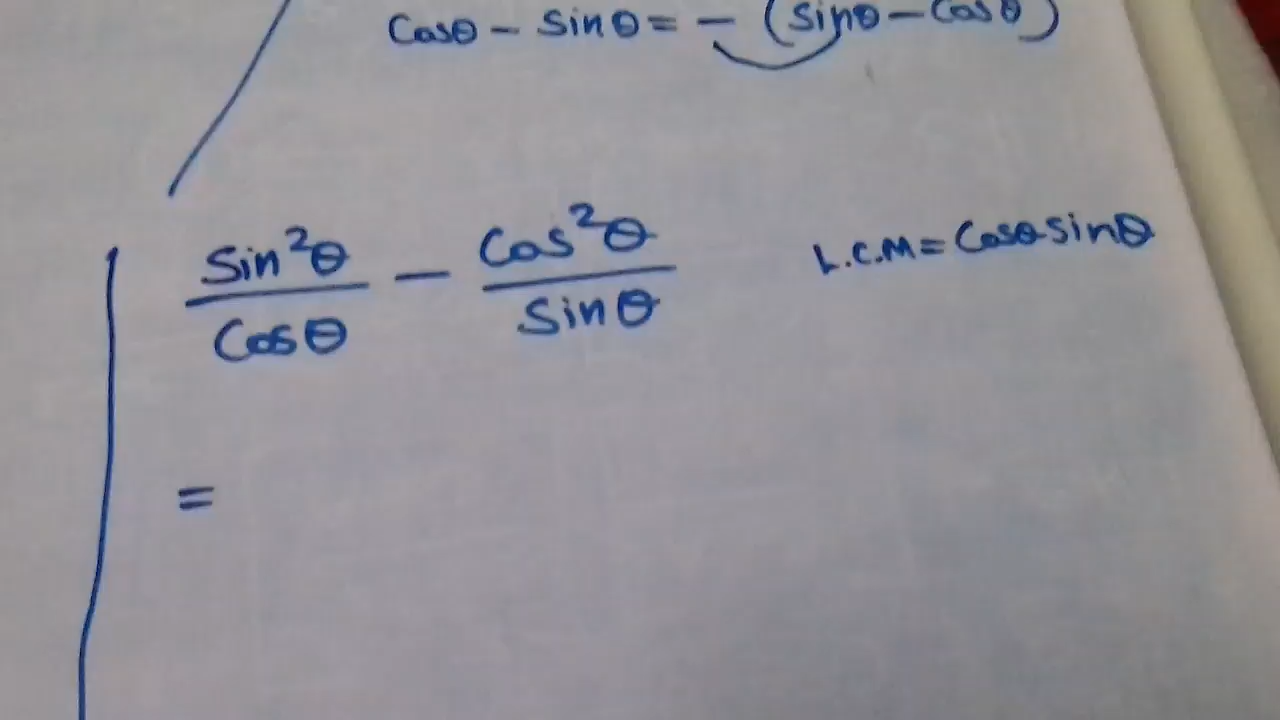 Cosθ - Sinθ = - (Sinθ - Cosθ)
Sin²θ/Cosθ - Cos²θ/Sinθ L.C.M = Cosθ sinθ
=